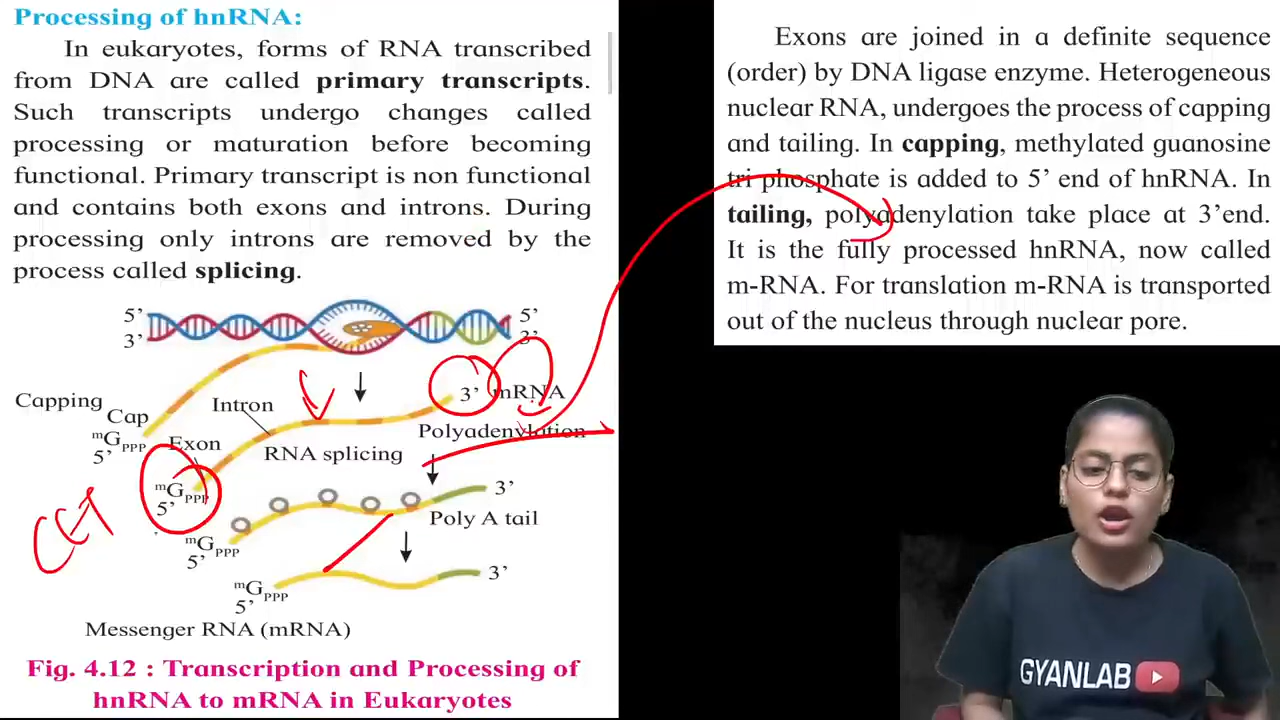 Processing of hnRNA:
In eukaryotes, forms of RNA transcribed
from DNA are called primary transcripts.
Such transcripts undergo changes called
processing or maturation before becoming
functional. Primary transcript is non functional
and contains both exons and introns. During
processing only introns are removed by the
process called splicing.
5’ 5’
3’ 3’
Capping
Cap
mGPPP
5’
Intron
3’ mRNA
Exon
RNA splicing
Polyadenylation
mGPPP
5’
CET
3’
Poly A tail
mGPPP
5’
3’
mGPPP
5’
Messenger RNA (mRNA)
Fig. 4.12 : Transcription and Processing of
hnRNA to mRNA in Eukaryotes
Exons are joined in a definite sequence
(order) by DNA ligase enzyme. Heterogeneous
nuclear RNA, undergoes the process of capping
and tailing. In capping, methylated guanosine
tri phosphate is added to 5’ end of hnRNA. In
tailing, polyadenylation take place at 3’end.
It is the fully processed hnRNA, now called
m-RNA. For translation m-RNA is transported
out of the nucleus through nuclear pore.
GYANLAB